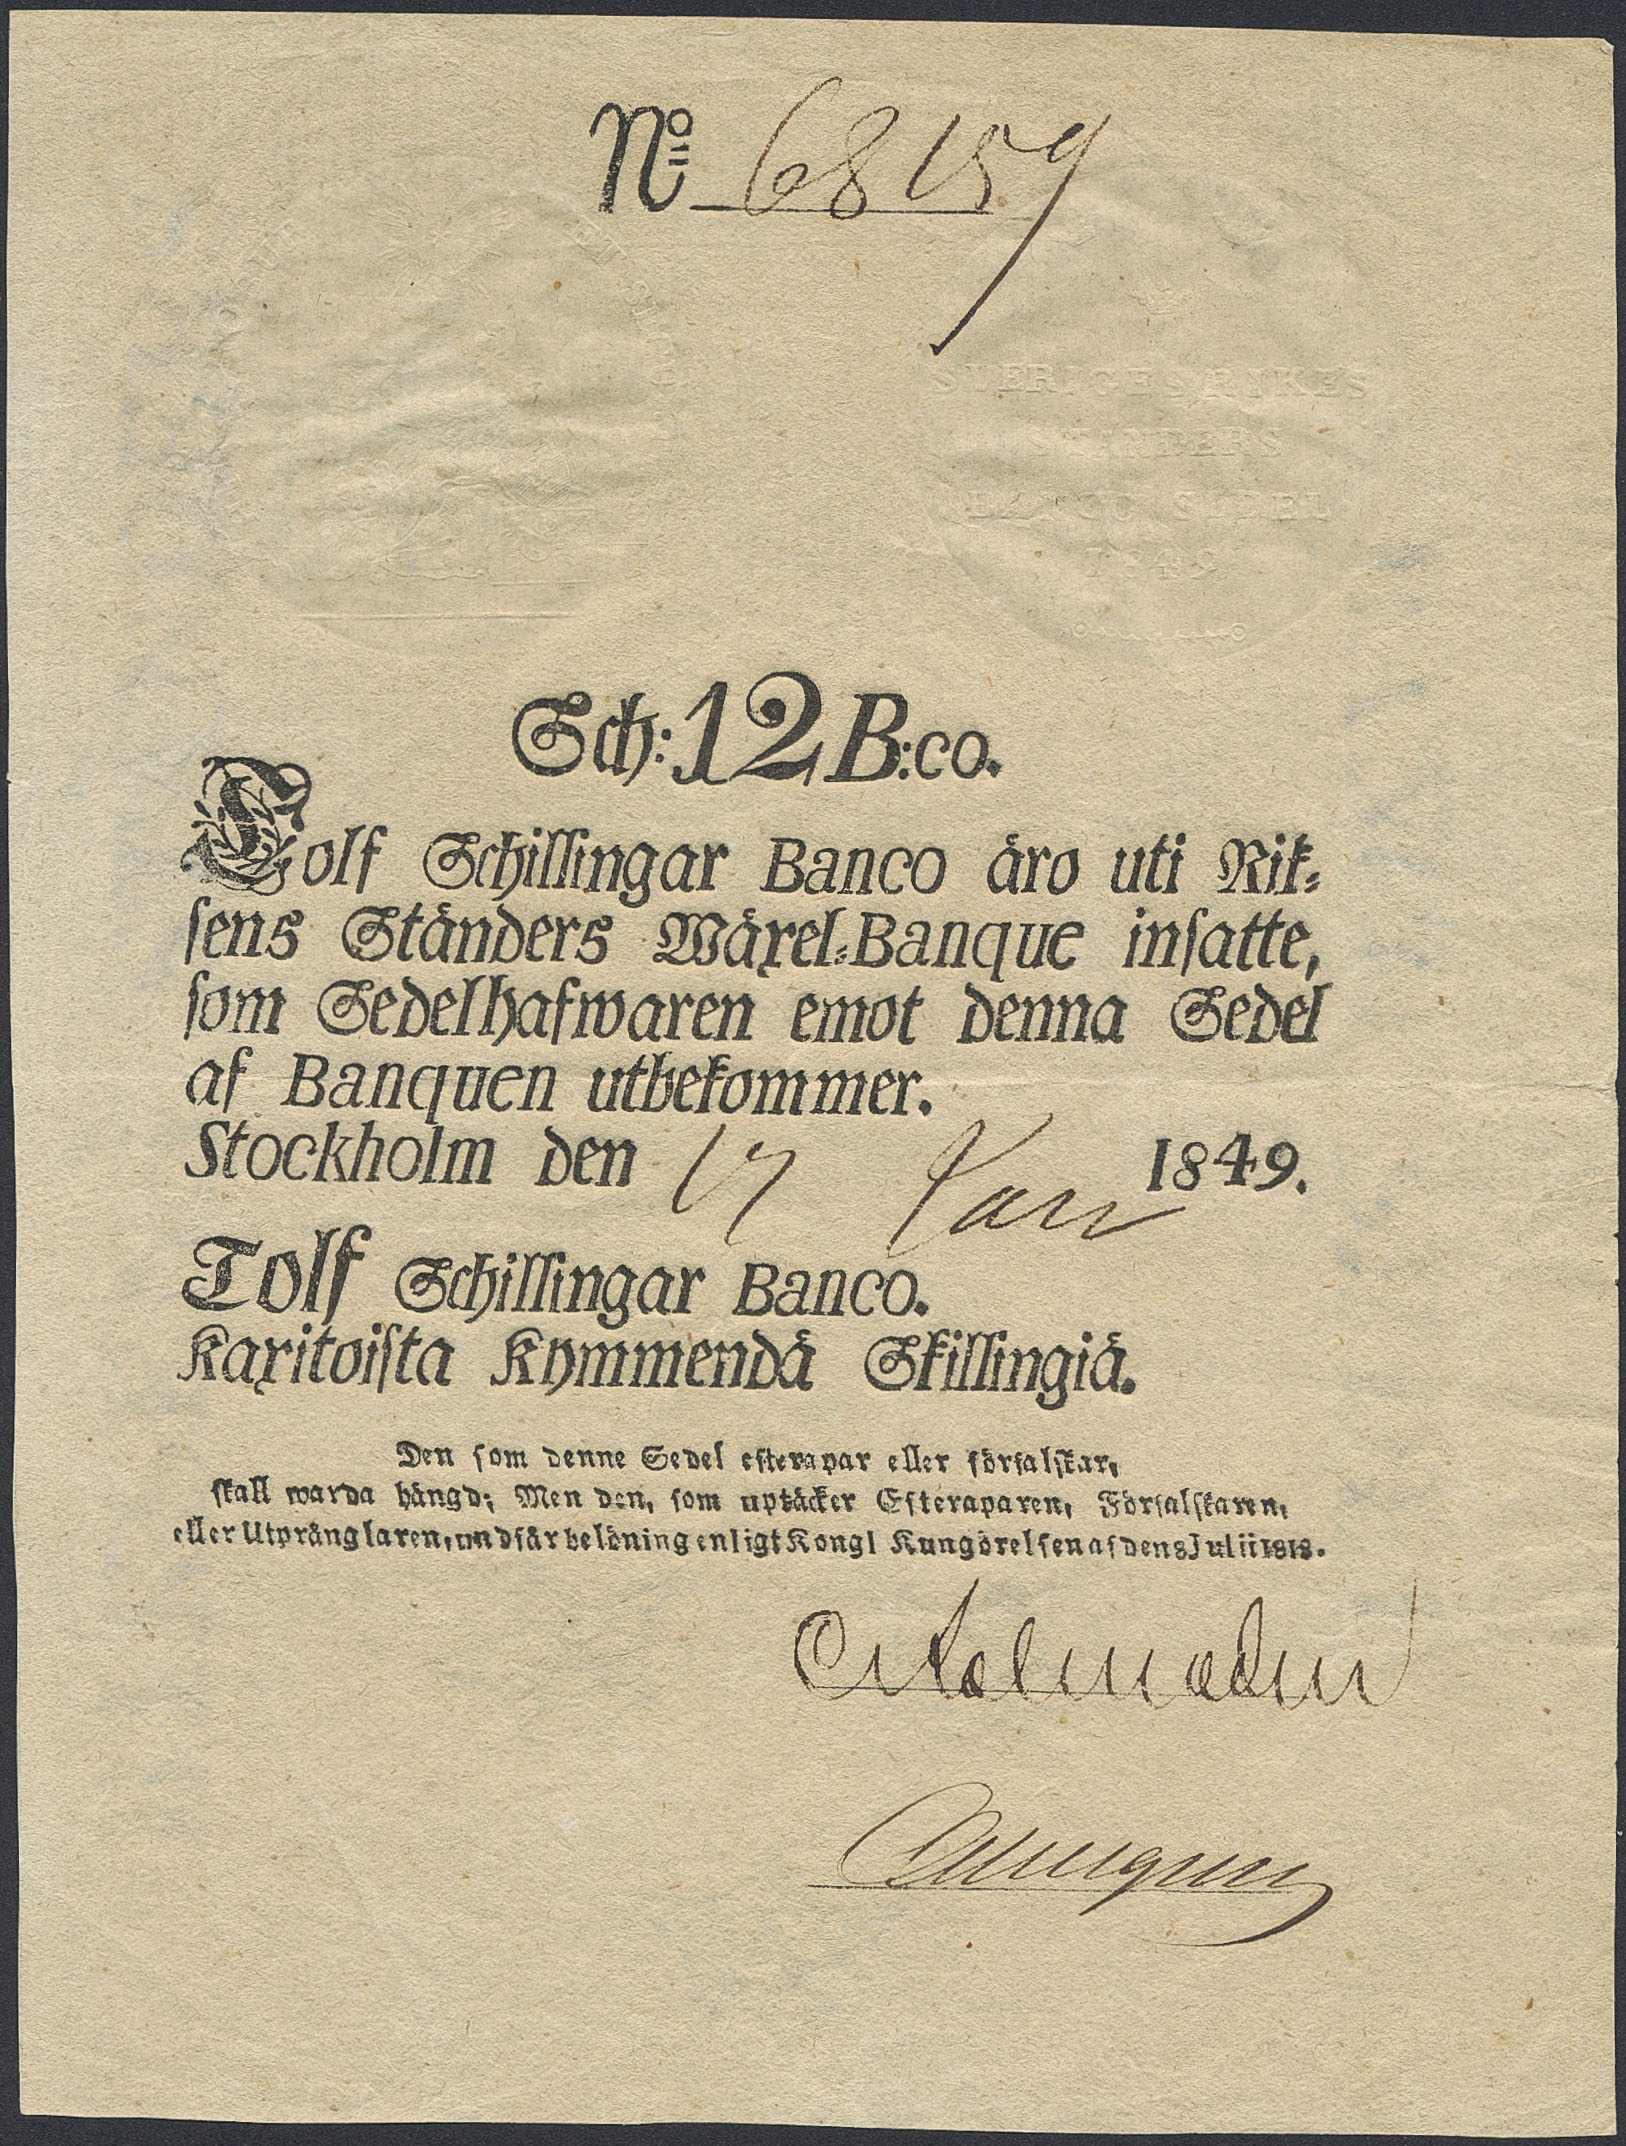 No 68159
SVERIGES RIKES
STÄNDERS
BANCO SEDEL
1849
Sch: 12 B:co.
Tolf Schillingar Banco äro uti Rik-
sens Ständers Wäxel-Banque insatte,
som Sedelhafwaren emot denna Sedel
af Banquen utbekommer.
Stockholm den 17 Jan 1849.
Tolf Schillingar Banco.
Kaxitoista Kymmendä Skillingiä.
Den som denne Sedel efterapar eller förfalskar,
skall warda hängd; Men den, som uptäcker Efteraparen, Förfalskaren,
eller Utprånglaren, undfår belöning enligt Kongl Kungörelsen af den 8 Julii 1818.